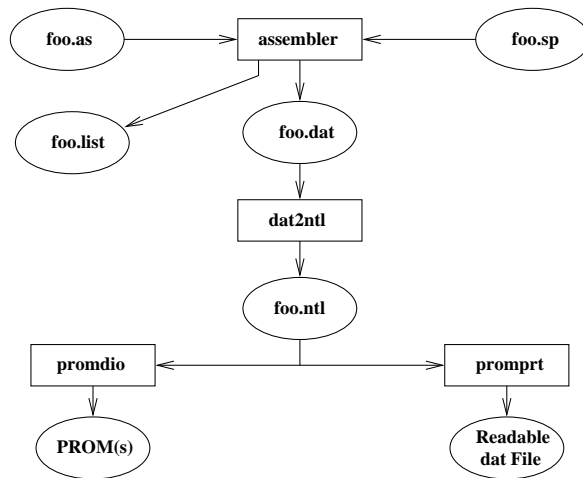 foo.as
assembler
foo.sp
foo.list
foo.dat
dat2ntl
foo.ntl
promdio
promprt
PROM(s)
Readable
dat File